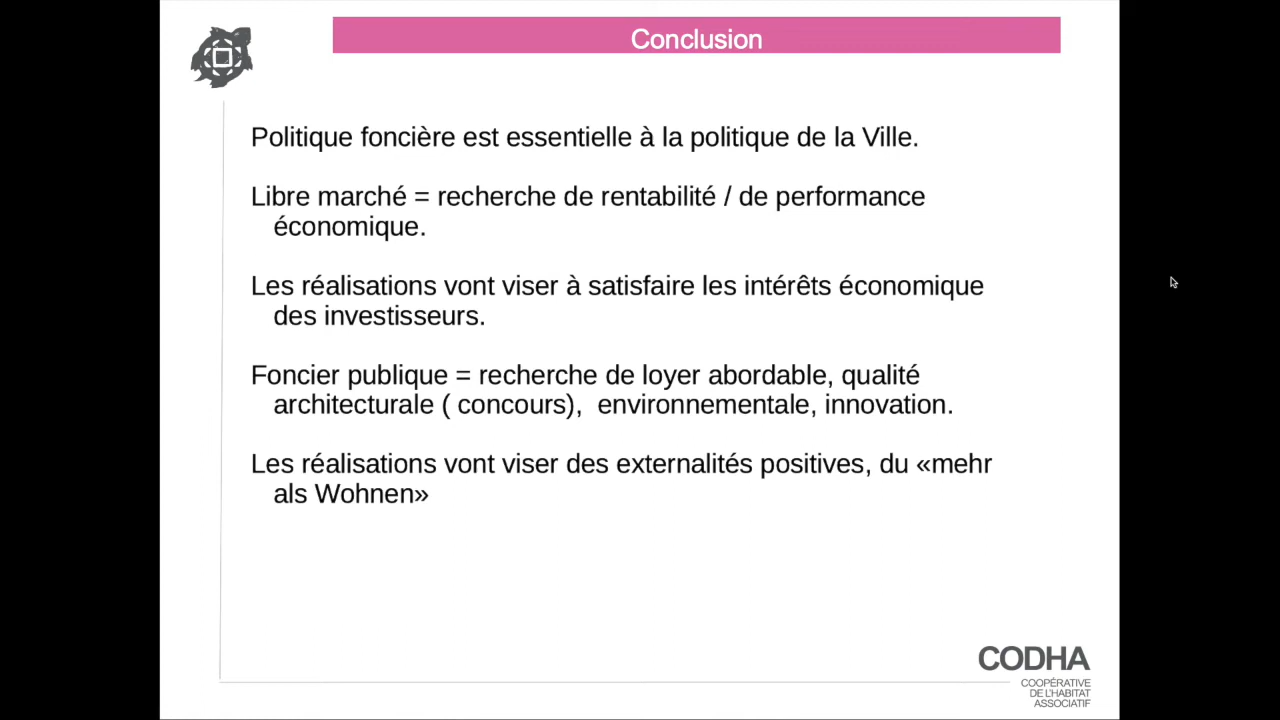 Conclusion
Politique foncière est essentielle à la politique de la Ville.
Libre marché = recherche de rentabilité / de performance
économique.
Les réalisations vont viser à satisfaire les intérêts économique
des investisseurs.
Foncier publique = recherche de loyer abordable, qualité
architecturale ( concours),  environnementale, innovation.
Les réalisations vont viser des externalités positives, du «mehr
als Wohnen»
CODHA
COOPÉRATIVE
DE L'HABITAT
ASSOCIATIF